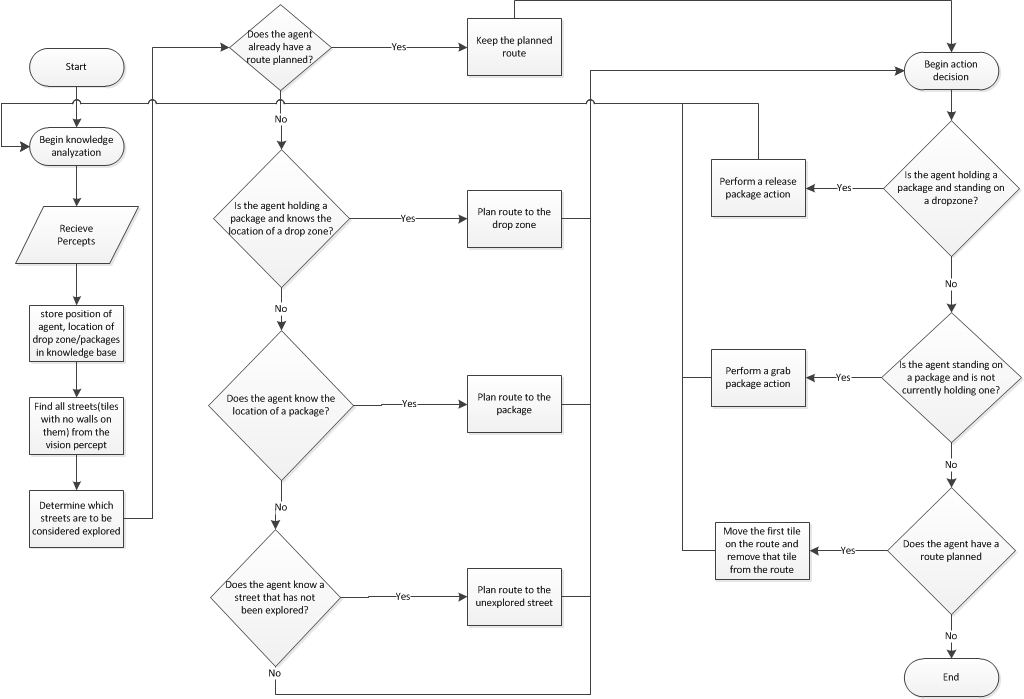 Start
Begin knowledge
analyzation
Recieve
Percepts
store position of
agent, location of
drop zone/packages
in knowledge base
Find all streets(tiles
with no walls on
them) from the
vision percept
Determine which
streets are to be
considered explored
Does the agent
already have a
route planned?
Yes
Keep the planned
route
No
Is the agent holding a
package and knows the
location of a drop zone?
Yes
Plan route to the
drop zone
No
Does the agent know the
location of a package?
Yes
Plan route to the
package
No
Does the agent know a
street that has not
been explored?
Yes
Plan route to the
unexplored street
No
Begin action
decision
Is the agent holding a
package and standing on
a dropzone?
Yes
Perform a release
package action
No
Is the agent standing on
a package and is not
currently holding one?
Yes
Perform a grab
package action
No
Does the agent have a
route planned
Yes
Move the first tile
on the route and
remove that tile
from the route
No
End